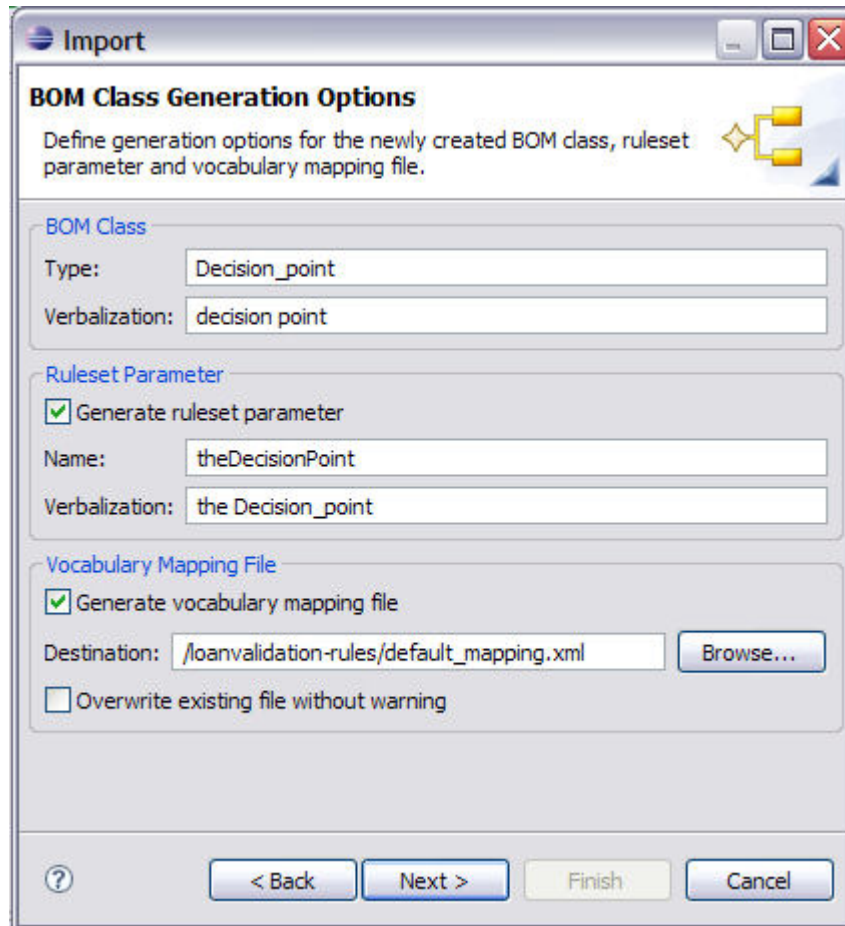 Import
BOM Class Generation Options
Define generation options for the newly created BOM class, ruleset
parameter and vocabulary mapping file.
BOM Class
Type: Decision_point
Verbalization: decision point
Ruleset Parameter
Generate ruleset parameter
Name: theDecisionPoint
Verbalization: the Decision_point
Vocabulary Mapping File
Generate vocabulary mapping file
Destination: /loanvalidation-rules/default_mapping.xml Browse...
Overwrite existing file without warning
? < Back Next > Finish Cancel